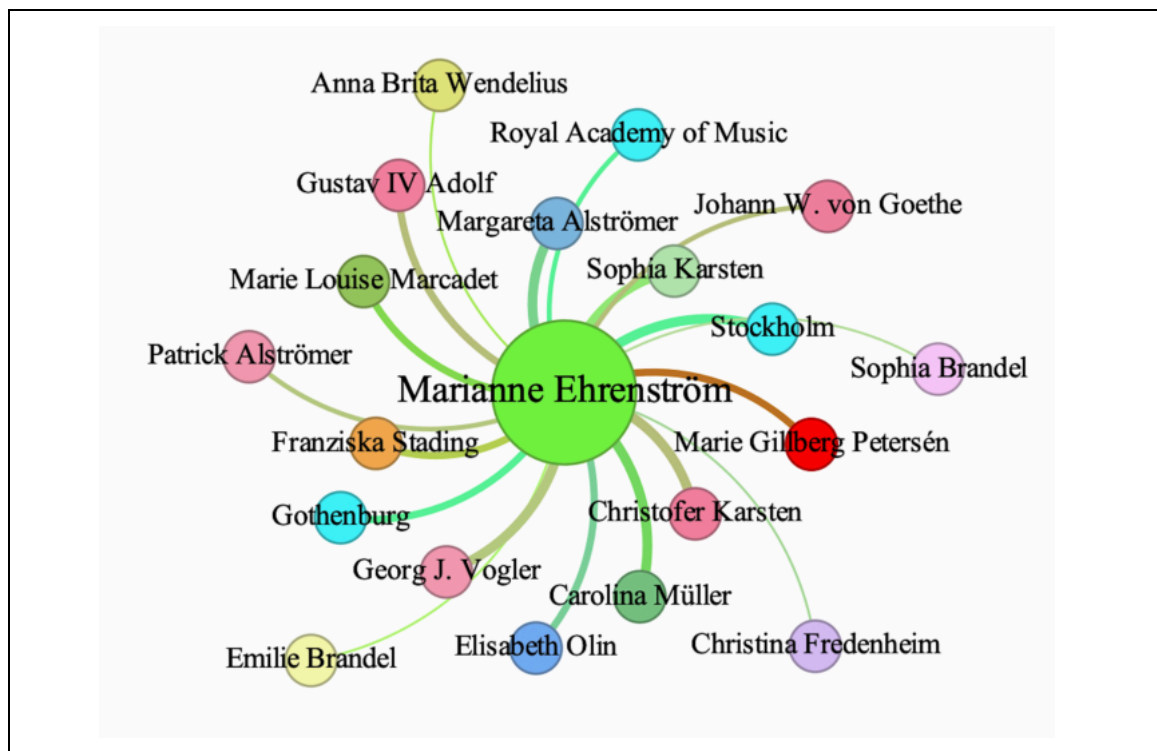 Anna Brita Wendelius
Royal Academy of Music
Gustav IV Adolf
Johann W. von Goethe
Margareta Alströmer
Sophia Karsten
Marie Louise Marcadet
Stockholm
Patrick Alströmer
Sophia Brandel
Marianne Ehrenström
Franziska Stading
Marie Gillberg Petersén
Gothenburg
Christofer Karsten
Georg J. Vogler
Carolina Müller
Elisabeth Olin
Christina Fredenheim
Emilie Brandel